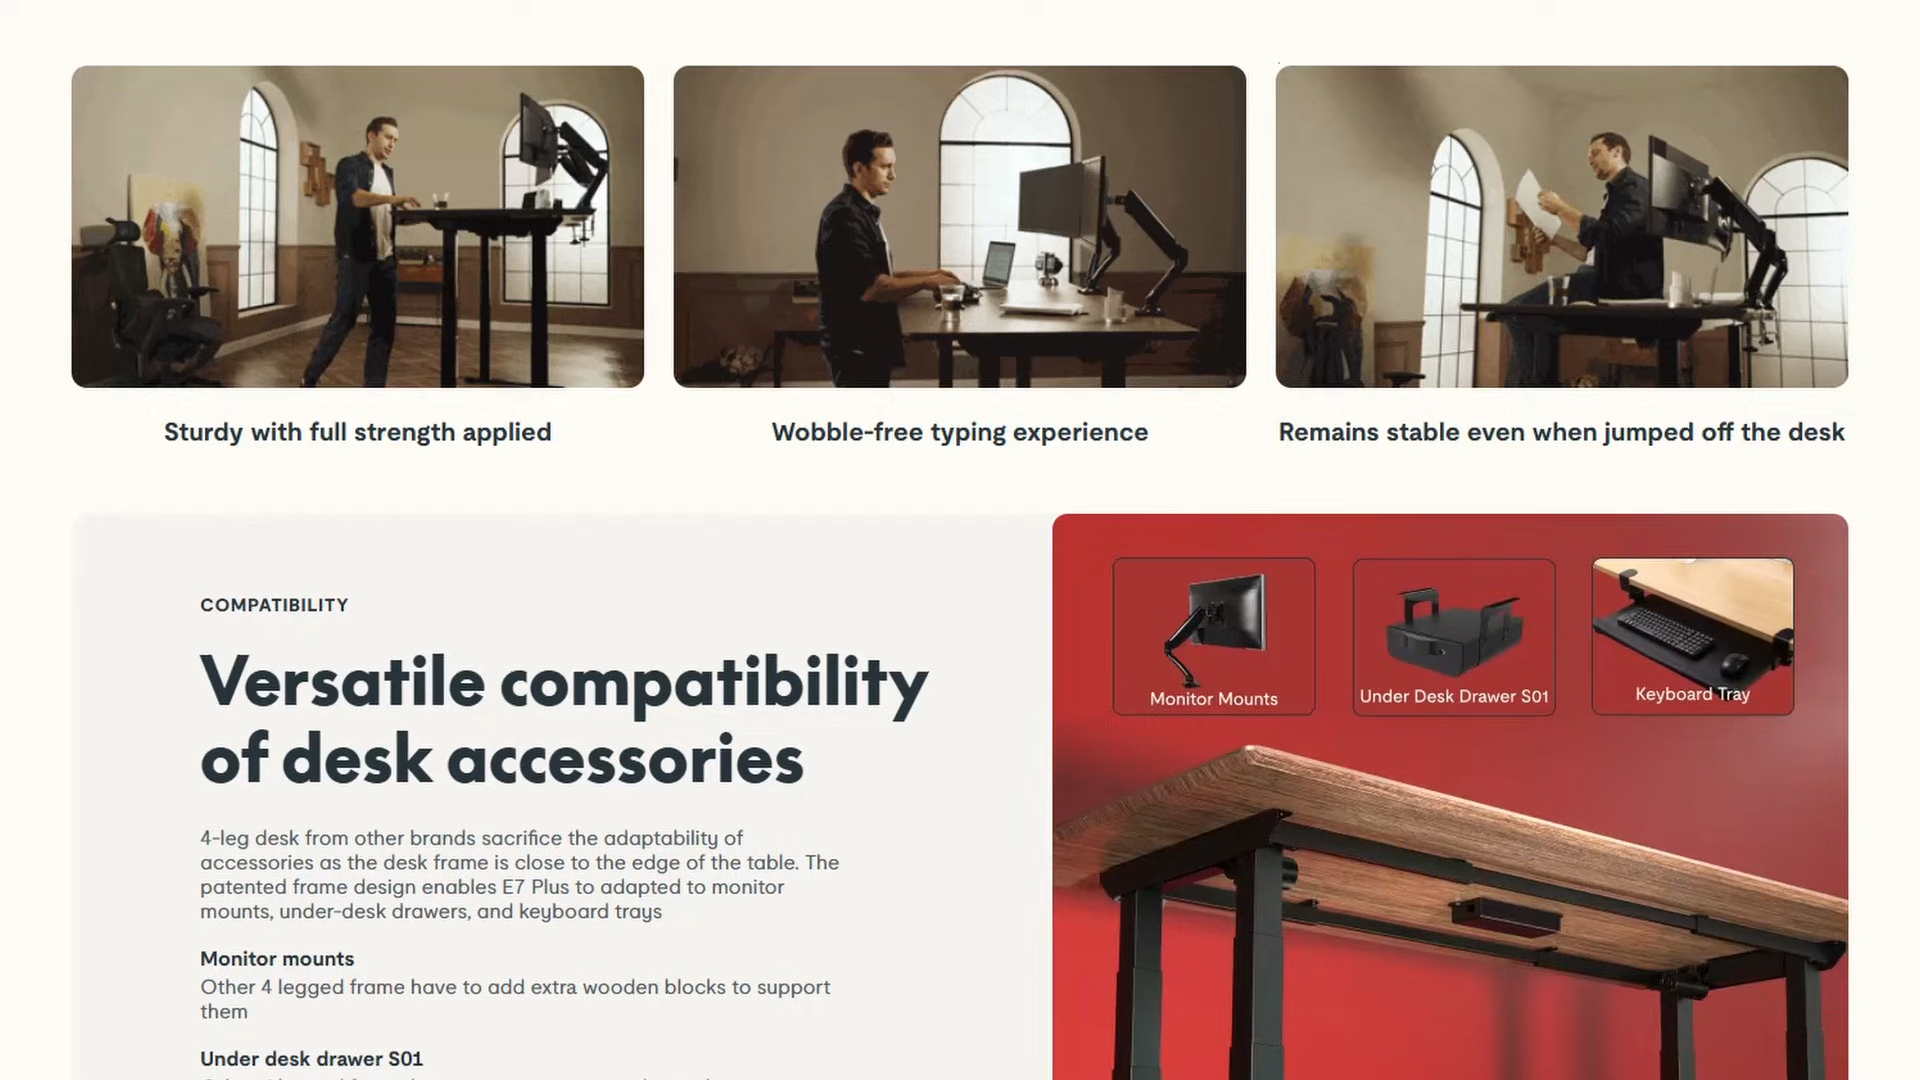 Sturdy with full strength applied
Wobble-free typing experience
Remains stable even when jumped off the desk
COMPATIBILITY
Versatile compatibility
of desk accessories
4-leg desk from other brands sacrifice the adaptability of
accessories as the desk frame is close to the edge of the table. The
patented frame design enables E7 Plus to adapted to monitor
mounts, under-desk drawers, and keyboard trays
Monitor mounts
Other 4 legged frame have to add extra wooden blocks to support
them
Under desk drawer S01
Monitor Mounts
Under Desk Drawer S01
Keyboard Tray